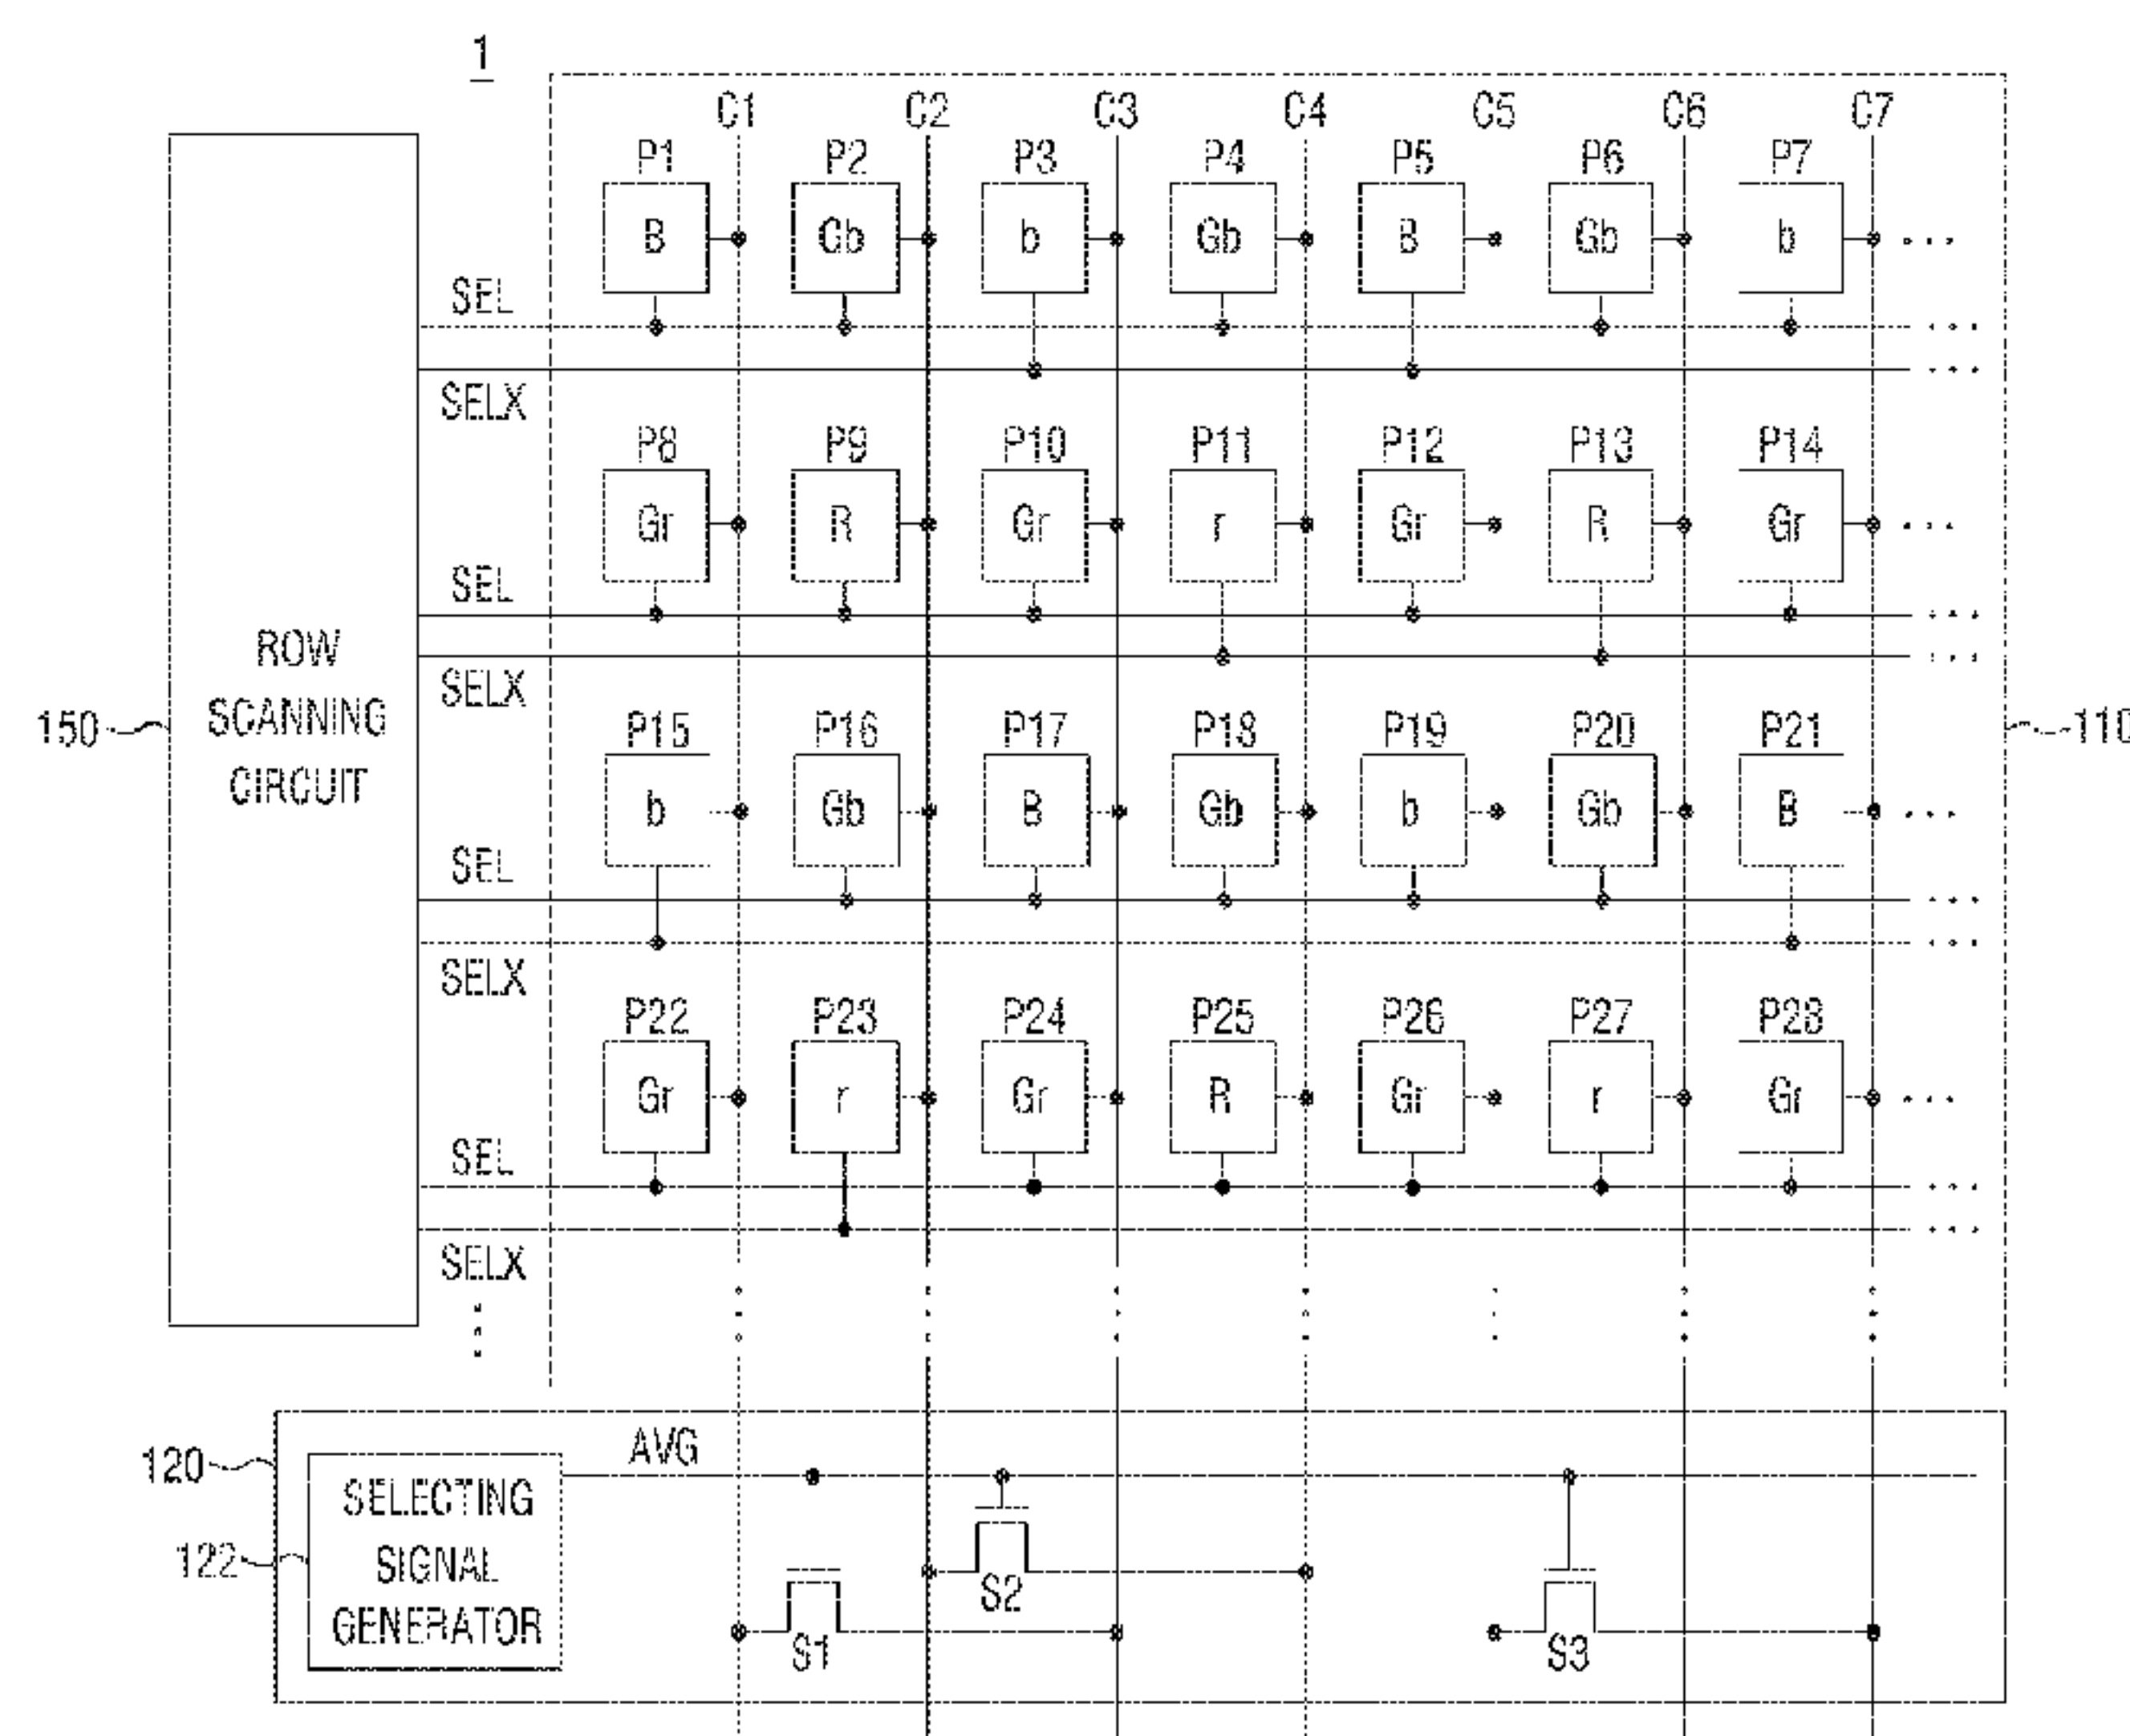 1
C1 C2 C3 C4 C5 C6 C7
P1 P2 P3 P4 P5 P6 P7
B Gb b Gb B Gb b
SEL
SELX
P8 P9 P10 P11 P12 P13 P14
Gr R Gr r Gr R Gr
SEL
SELX
ROW
SCANNING
CIRCUIT
150
110
P15 P16 P17 P18 P19 P20 P21
b Gb B Gb b Gb B
SEL
SELX
P22 P23 P24 P25 P26 P27 P28
Gr r Gr R Gr r Gr
SEL
SELX
120
AVG
122
SELECTING
SIGNAL
GENERATOR
S1 S2 S3